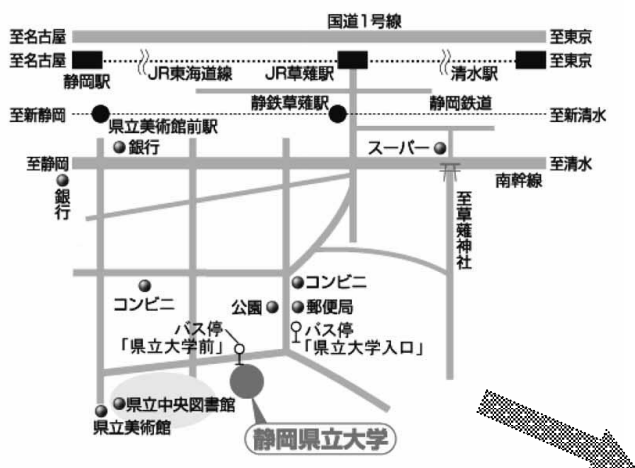 国道1号線
至名古屋
至東京
至名古屋
至東京
静岡駅
JR東海道線
JR草薙駅
清水駅
静鉄草薙駅
静岡鉄道
至新静岡
至新清水
県立美術館前駅
銀行
スーパー
至静岡
至清水
南幹線
銀行
至草薙神社
コンビニ
コンビニ
公園
郵便局
バス停
「県立大学前」
バス停
「県立大学入口」
県立中央図書館
県立美術館
静岡県立大学